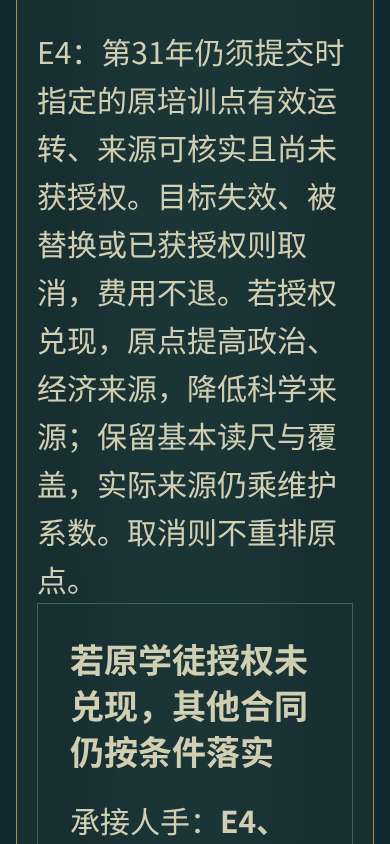 E4：第31年仍须提交时
指定的原培训点有效运
转、来源可核实且尚未
获授权。目标失效、被
替换或已获授权则取
消，费用不退。若授权
兑现，原点提高政治、
经济来源，降低科学来
源；保留基本读尺与覆
盖，实际来源仍乘维护
系数。取消则不重排原
点。
若原学徒授权未
兑现，其他合同
仍按条件落实
承接人手：E4、